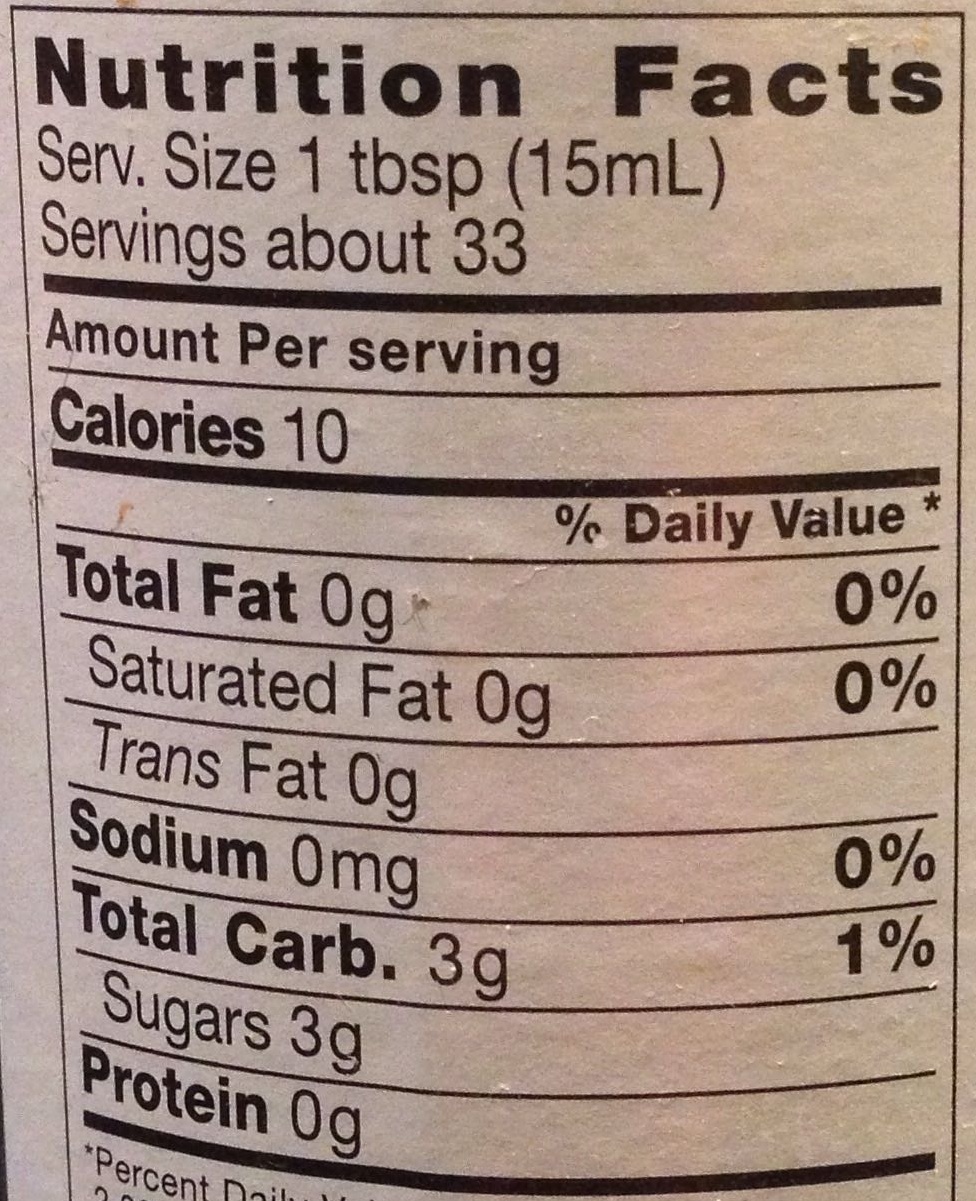 Nutrition Facts
Serv. Size 1 tbsp (15mL)
Servings about 33
Amount Per serving
Calories 10
% Daily Value *
Total Fat 0g 0%
Saturated Fat 0g 0%
Trans Fat 0g
Sodium 0mg 0%
Total Carb. 3g 1%
Sugars 3g
Protein 0g
*Percent Daily